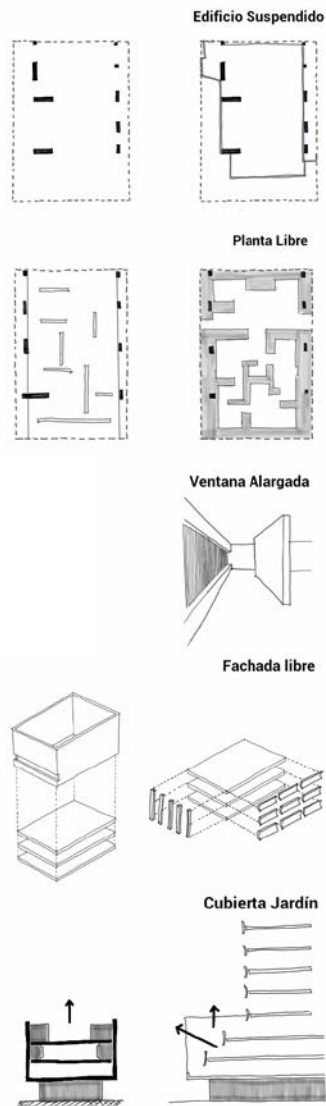 Edificio Suspendido
Planta Libre
Ventana Alargada
Fachada libre
Cubierta Jardín